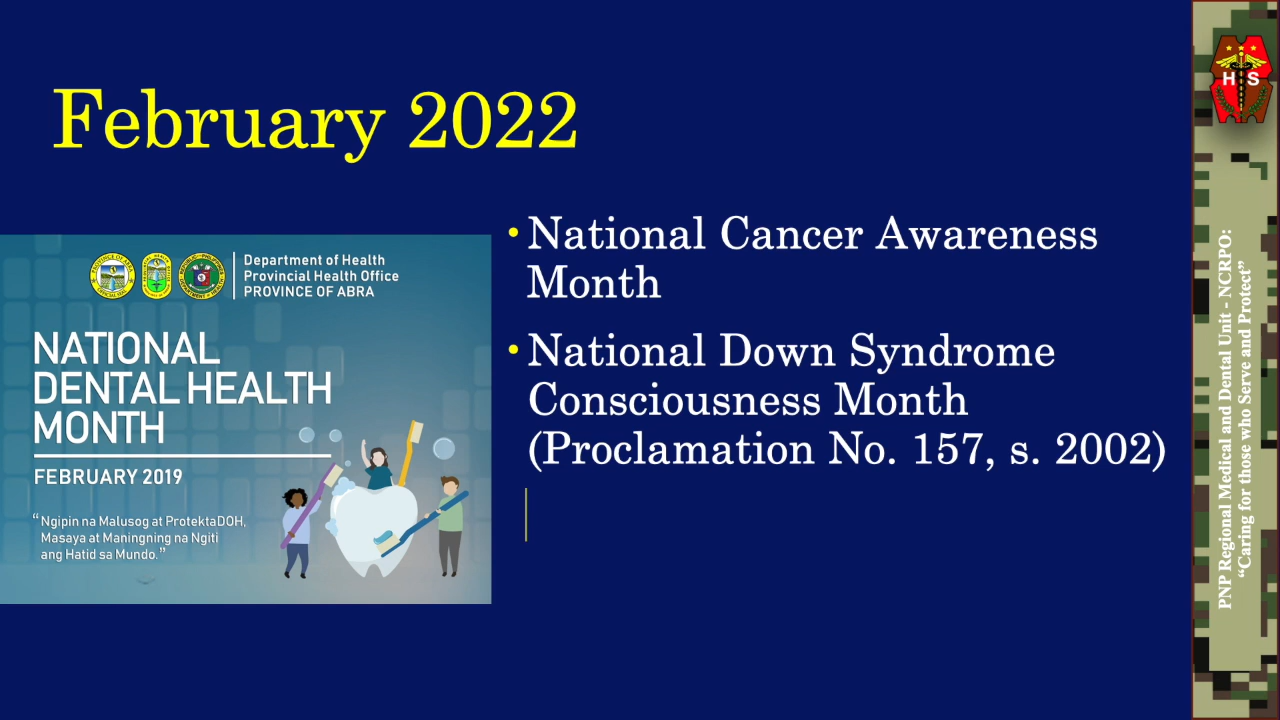 February 2022
• National Cancer Awareness
Month
• National Down Syndrome
Consciousness Month
(Proclamation No. 157, s. 2002)
Department of Health
Provincial Health Office
PROVINCE OF ABRA
NATIONAL
DENTAL HEALTH
MONTH
FEBRUARY 2019
“Ngipin na Malusog at ProtektaDOH,
Masaya at Maningning na Ngiti
ang Hatid sa Mundo.”
H S
PNP Regional Medical and Dental Unit - NCRPO:
“Caring for those who Serve and Protect”